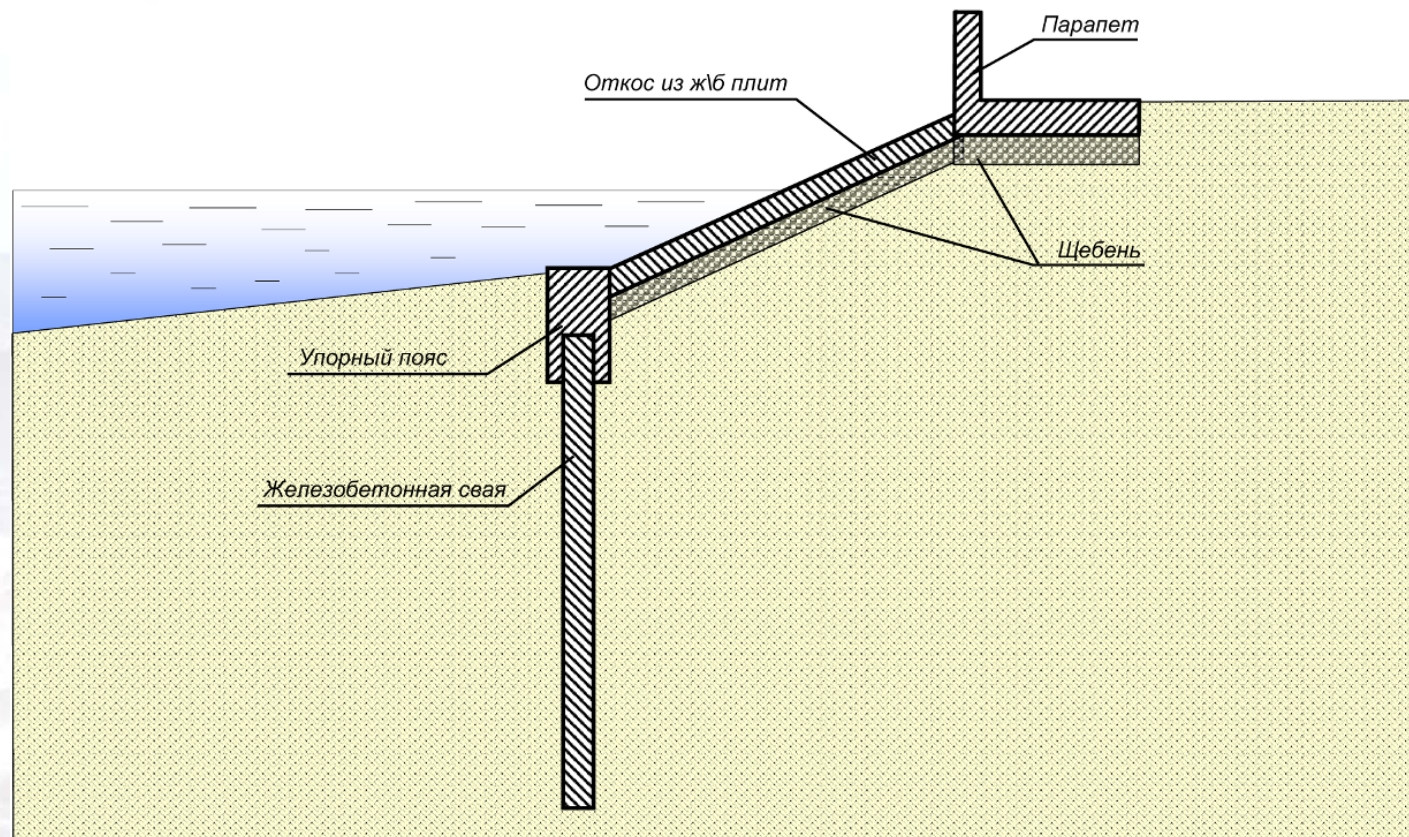 Парапет
Откос из ж\б плит
Щебень
Упорный пояс
Железобетонная свая